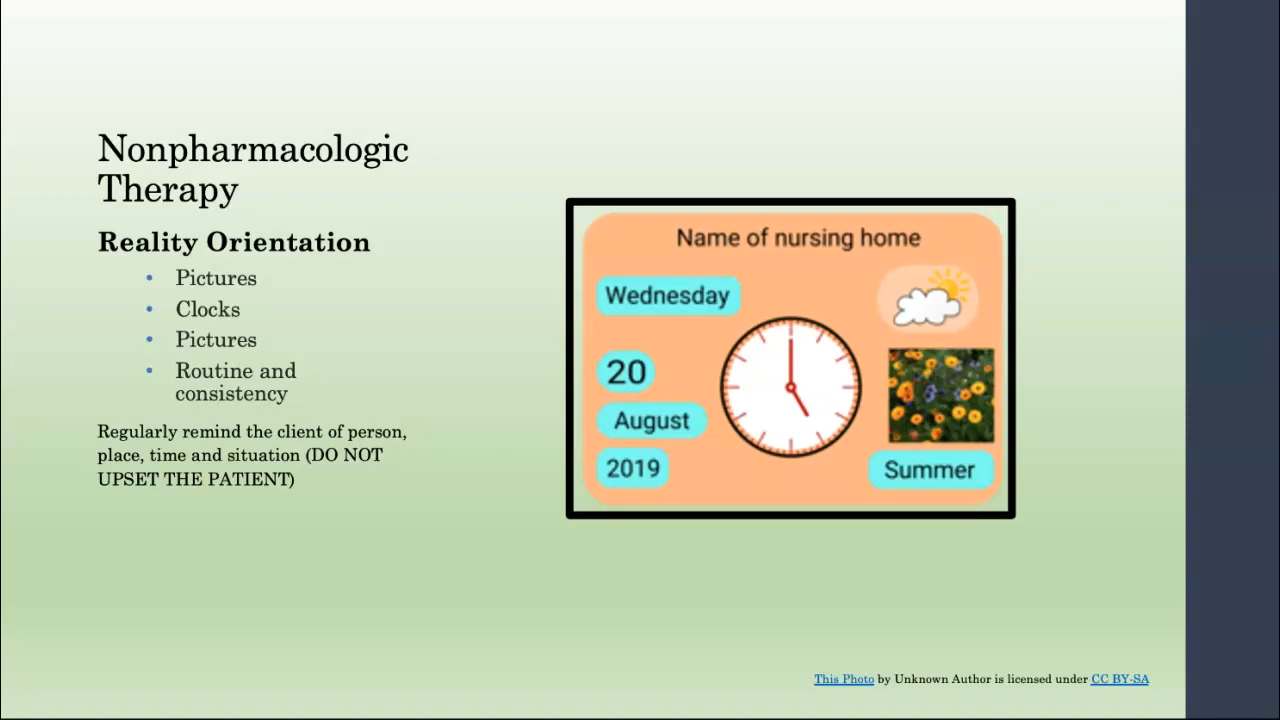 Nonpharmacologic
Therapy
Reality Orientation
• Pictures
• Clocks
• Pictures
• Routine and
consistency
Regularly remind the client of person,
place, time and situation (DO NOT
UPSET THE PATIENT)
Name of nursing home
Wednesday
20
August
2019
Summer
This Photo by Unknown Author is licensed under CC BY-SA